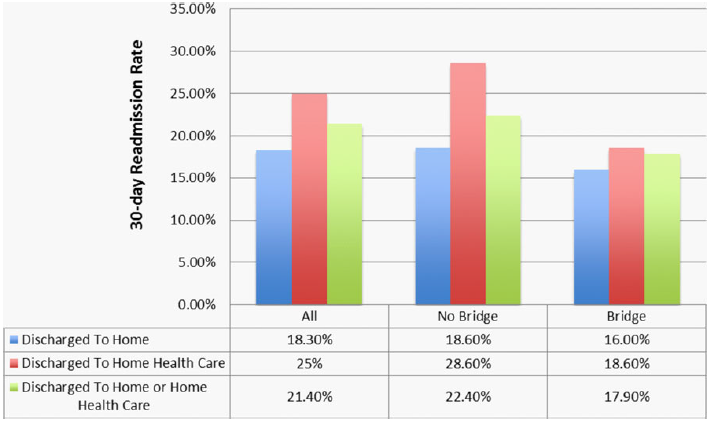 35.00%
30.00%
25.00%
20.00%
15.00%
10.00%
5.00%
0.00%
30-day Readmission Rate
All No Bridge Bridge
Discharged To Home 18.30% 18.60% 16.00%
Discharged To Home Health Care 25% 28.60% 18.60%
Discharged To Home or Home
Health Care 21.40% 22.40% 17.90%